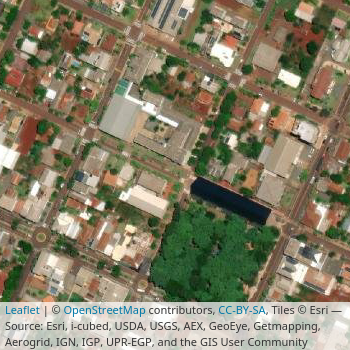 Leaflet | © OpenStreetMap contributors, CC-BY-SA, Tiles © Esri —
Source: Esri, i-cubed, USDA, USGS, AEX, GeoEye, Getmapping,
Aerogrid, IGN, IGP, UPR-EGP, and the GIS User Community